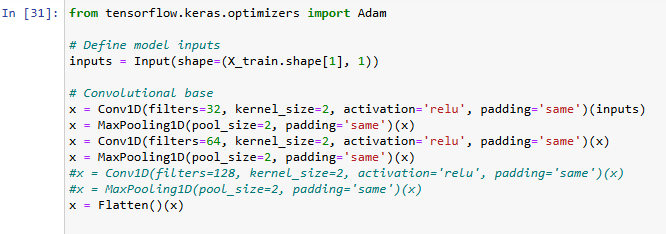 In [31]: from tensorflow.keras.optimizers import Adam
# Define model inputs
inputs = Input(shape=(X_train.shape[1], 1))
# Convolutional base
x = Conv1D(filters=32, kernel_size=2, activation='relu', padding='same')(inputs)
x = MaxPooling1D(pool_size=2, padding='same')(x)
x = Conv1D(filters=64, kernel_size=2, activation='relu', padding='same')(x)
x = MaxPooling1D(pool_size=2, padding='same')(x)
#x = Conv1D(filters=128, kernel_size=2, activation='relu', padding='same')(x)
#x = MaxPooling1D(pool_size=2, padding='same')(x)
x = Flatten()(x)